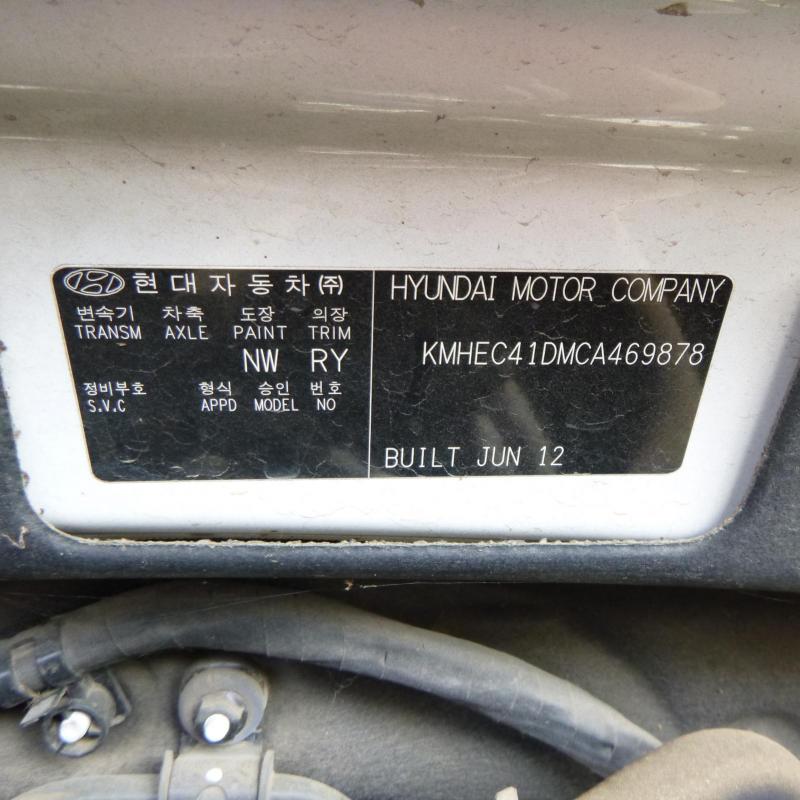 현대자동차㈜
변속기 차축 도장 의장
TRANSM AXLE PAINT TRIM
NW RY
정비부호 형식 승인 번호
S.V.C APPD MODEL NO
HYUNDAI MOTOR COMPANY
KMHEC41DMCA469878
BUILT JUN 12